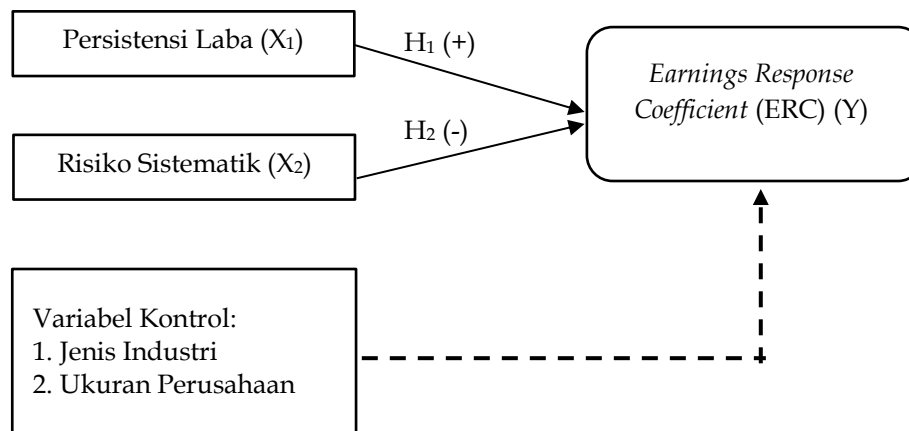 Persistensi Laba (X₁)
H₁ (+)
Earnings Response
Coefficient (ERC) (Y)
Risiko Sistematik (X₂)
H₂ (-)
Variabel Kontrol:
1. Jenis Industri
2. Ukuran Perusahaan